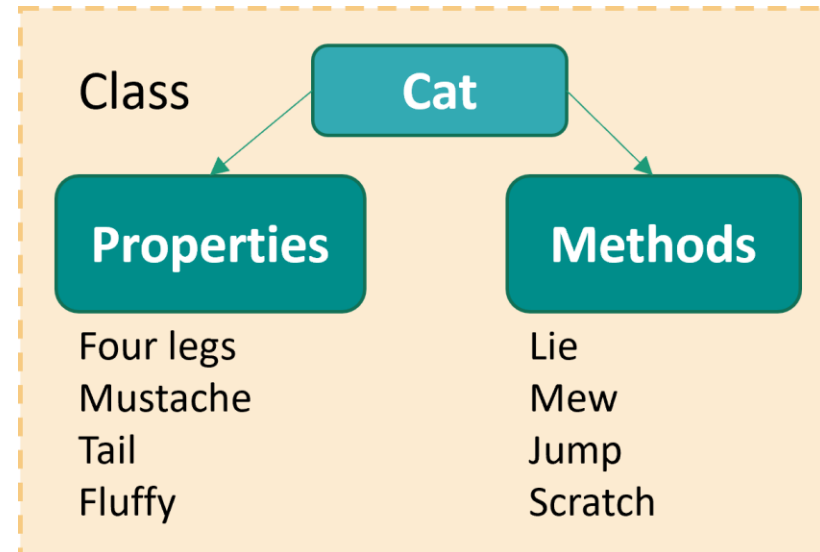 Class
Cat
Properties
Methods
Four legs
Mustache
Tail
Fluffy
Lie
Mew
Jump
Scratch